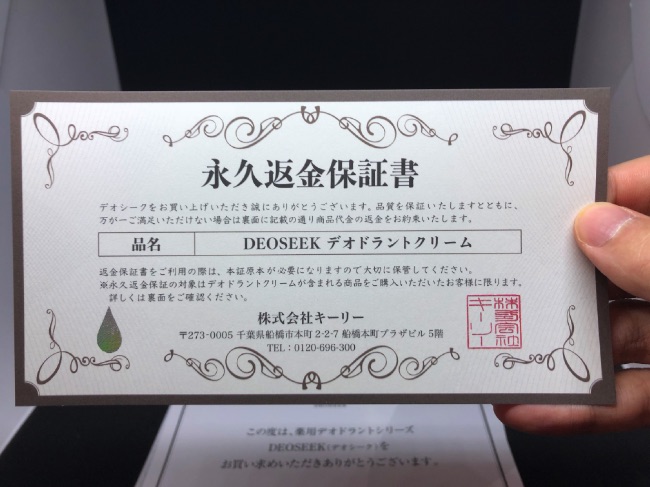 永久返金保証書
デオシークをお買い上げいただき誠にありがとうございます。品質を保証いたしますとともに、
万が一ご満足いただけない場合は裏面に記載の通り商品代金の返金をお約束いたします。
品名 DEOSEEK デオドラントクリーム
返金保証書をご利用の際は、本証原本が必要になりますので大切に保管してください。
※永久返金保証の対象はデオドラントクリームが含まれる商品をご購入いただいたお客様に限ります。
詳しくは裏面をご確認ください。
株式会社キーリー
〒273-0005 千葉県船橋市本町 2-2-7 船橋本町プラザビル 5階
TEL : 0120-696-300
株式会社
キーリー
この度は、薬用デオドラントシリーズ
DEOSEEK(デオシーク)を
お買い求めいただきありがとうございます。